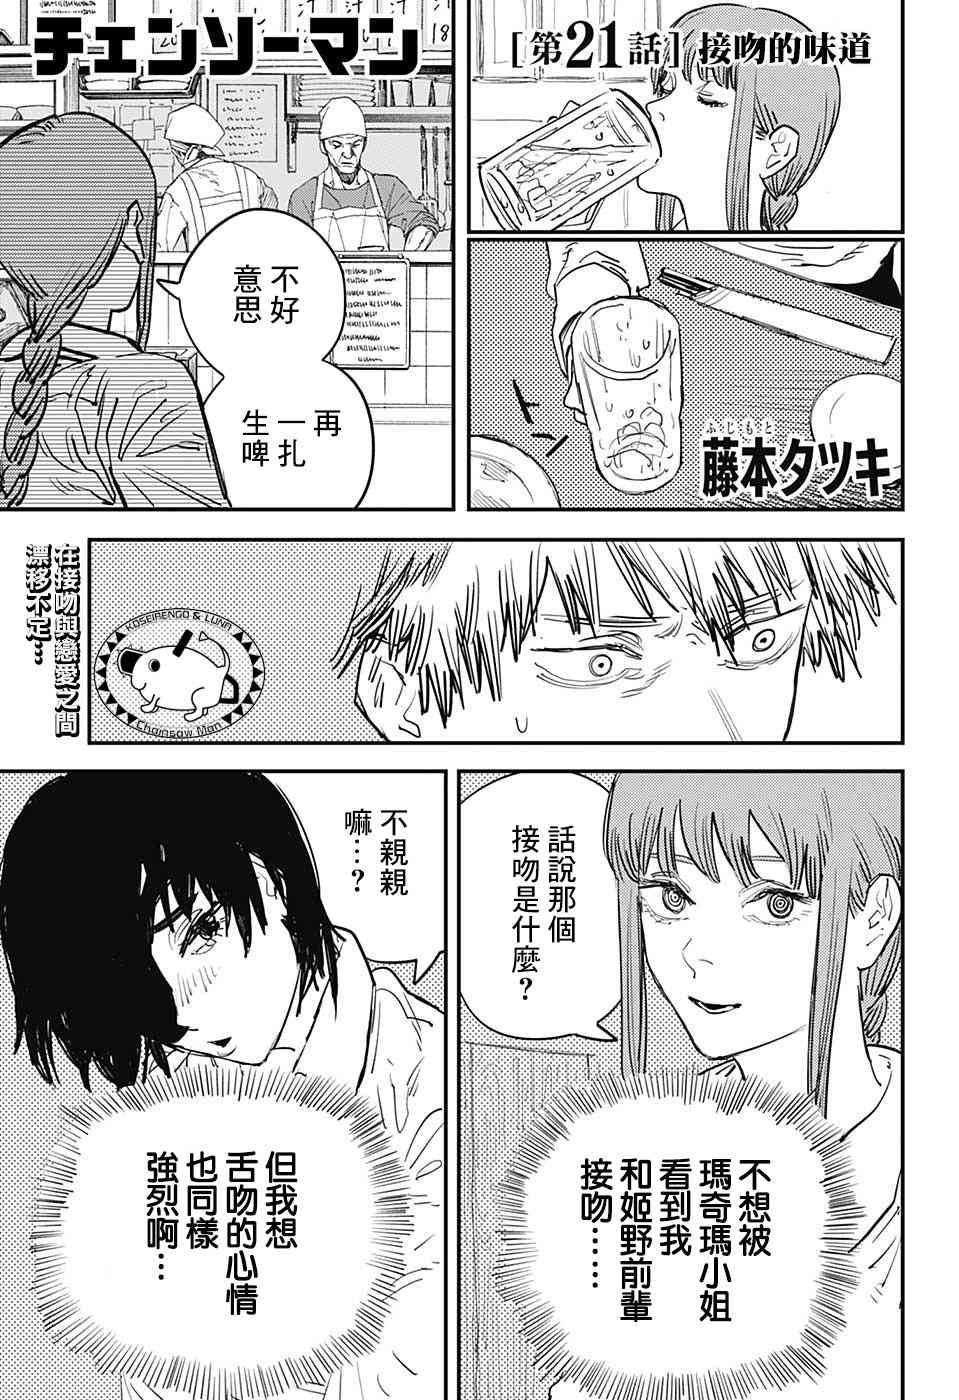 チェンソーマン
[第21話] 接吻的味道
ふじもと
藤本タツキ
不好
意思
再
一扎
生啤
在接吻與戀愛之間
漂移不定…
KOSEIRENGO & LUNA
Chainsaw Man
話說那個
接吻是什麼?
不想被
瑪奇瑪小姐
看到我
和姬野前輩
接吻……
不親親
嘛…?
但我想
舌吻的心情
也同樣
強烈啊…